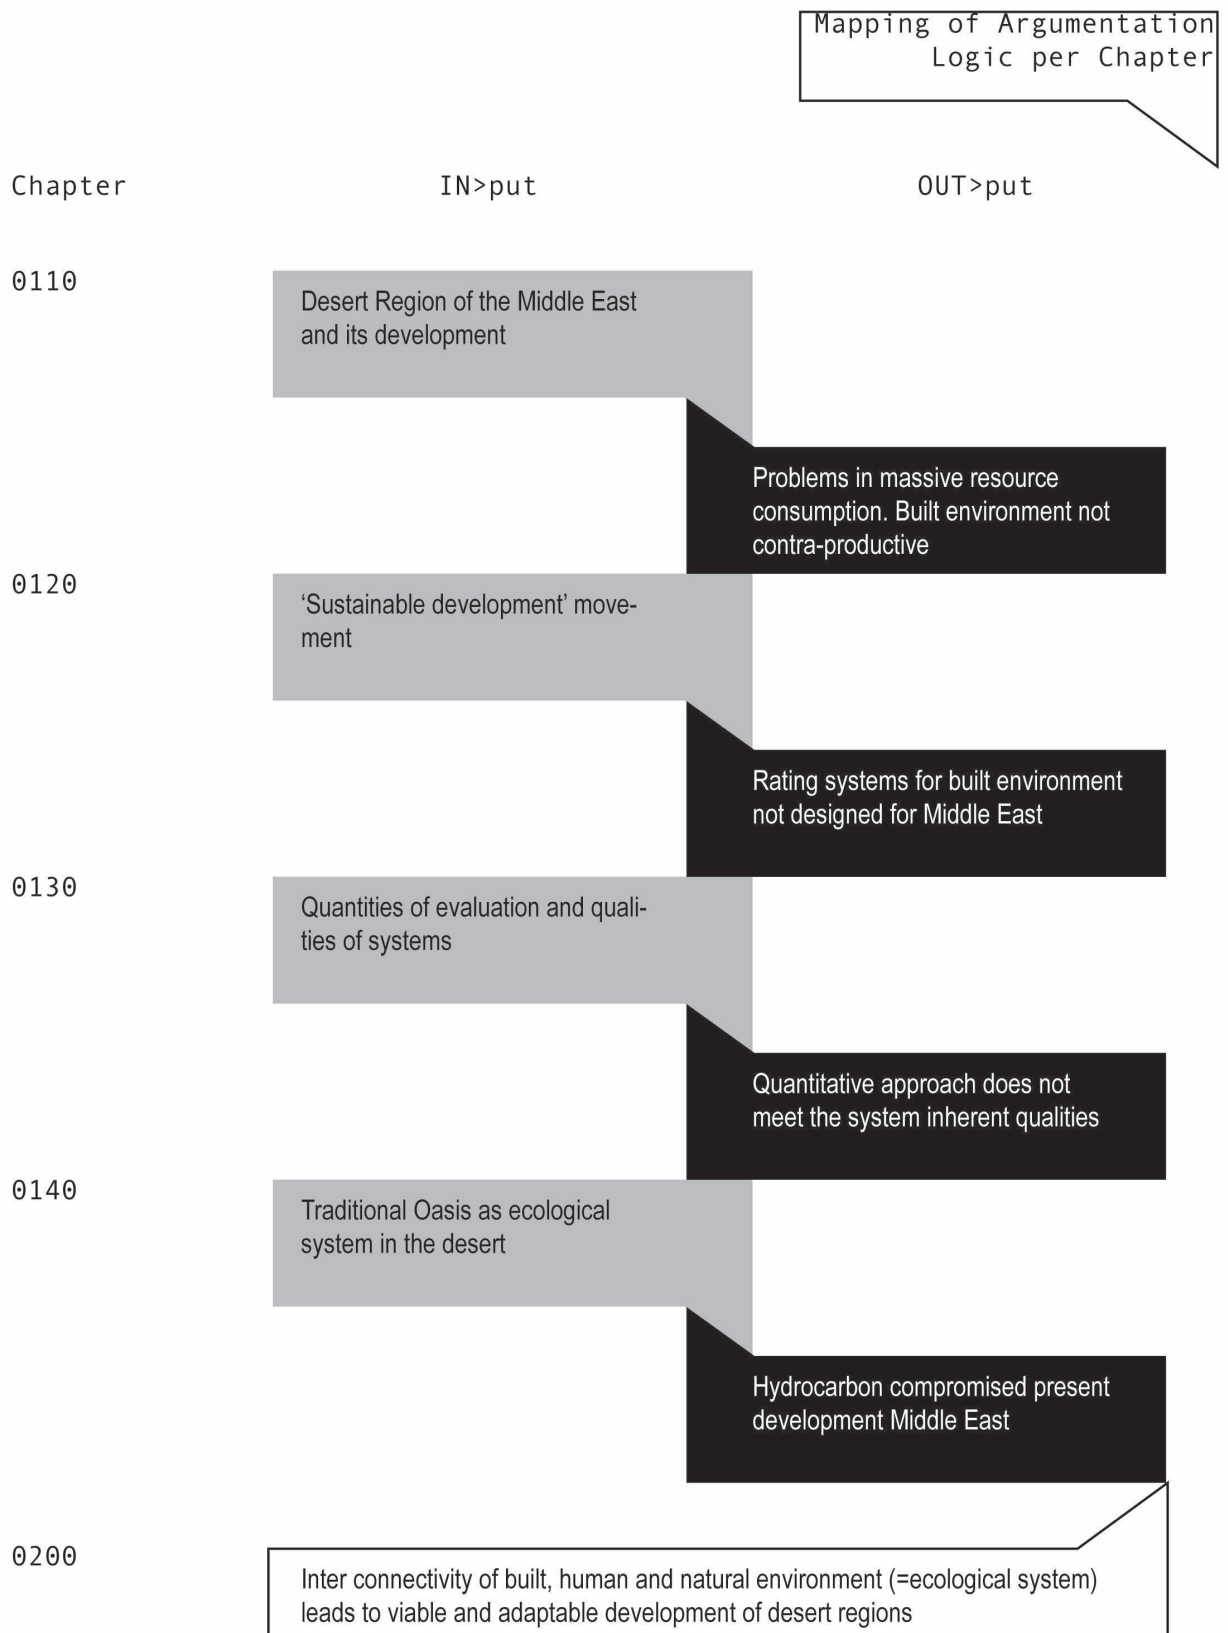 Mapping of Argumentation
Logic per Chapter
Chapter IN>put OUT>put
0110
Desert Region of the Middle East
and its development
Problems in massive resource
consumption. Built environment not
contra-productive
0120
‘Sustainable development’ move-
ment
Rating systems for built environment
not designed for Middle East
0130
Quantities of evaluation and quali-
ties of systems
Quantitative approach does not
meet the system inherent qualities
0140
Traditional Oasis as ecological
system in the desert
Hydrocarbon compromised present
development Middle East
0200
Inter connectivity of built, human and natural environment (=ecological system)
leads to viable and adaptable development of desert regions